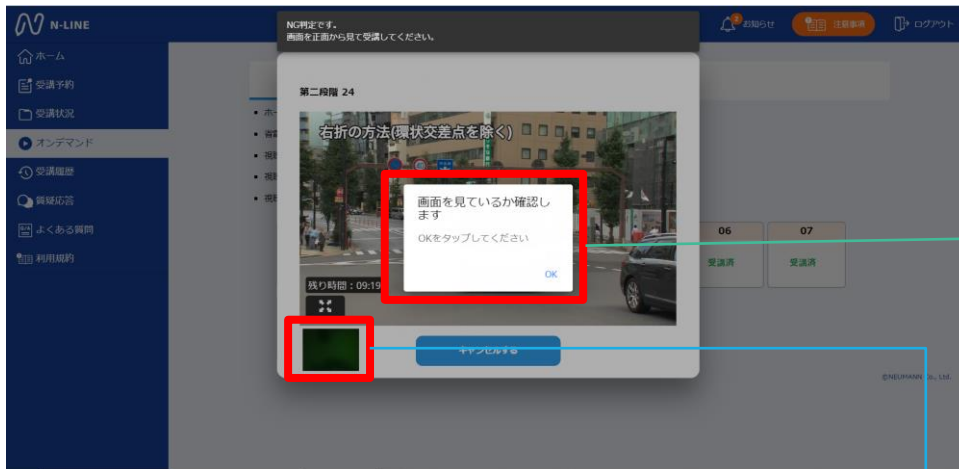 N-LINE
NG判定です。
画面を正面から見て受講してください。
お知らせ
注意事項
ログアウト
ホーム
受講予約
受講状況
オンデマンド
受講履歴
質疑応答
よくある質問
利用規約
第二段階 24
右折の方法(環状交差点を除く)
画面を見ているか確認し
ます
OKをタップしてください
OK
残り時間:09:19
キャンセルする
06
07
受講済
受講済
©NEUMANN Co., Ltd.